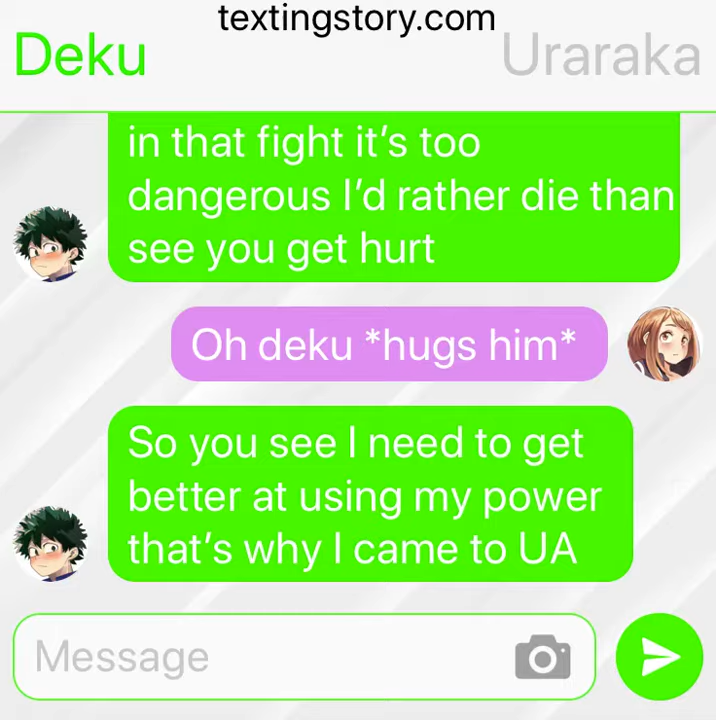 textingstory.com
Deku
Uraraka
in that fight it's too
dangerous I'd rather die than
see you get hurt
Oh deku *hugs him*
So you see I need to get
better at using my power
that's why I came to UA
Message